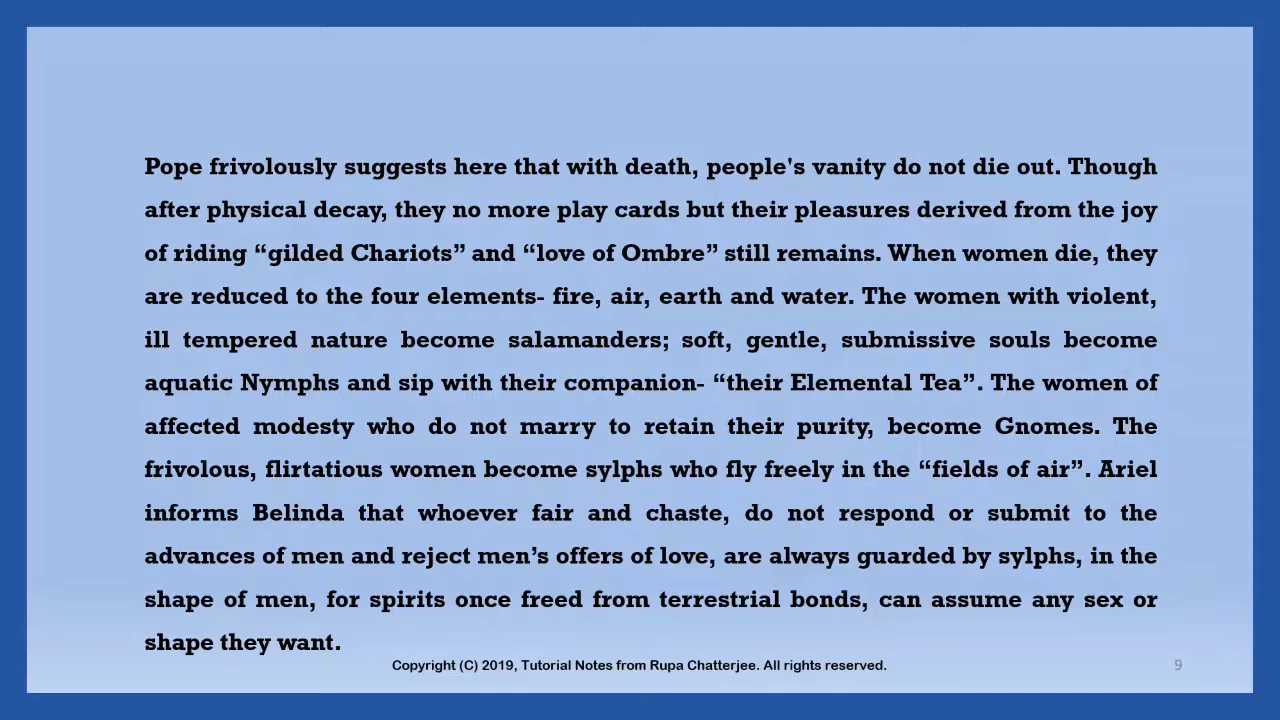 Pope frivolously suggests here that with death, people's vanity do not die out. Though
after physical decay, they no more play cards but their pleasures derived from the joy
of riding “gilded Chariots” and “love of Ombre” still remains. When women die, they
are reduced to the four elements- fire, air, earth and water. The women with violent,
ill tempered nature become salamanders; soft, gentle, submissive souls become
aquatic Nymphs and sip with their companion- “their Elemental Tea”. The women of
affected modesty who do not marry to retain their purity, become Gnomes. The
frivolous, flirtatious women become sylphs who fly freely in the “fields of air”. Ariel
informs Belinda that whoever fair and chaste, do not respond or submit to the
advances of men and reject men’s offers of love, are always guarded by sylphs, in the
shape of men, for spirits once freed from terrestrial bonds, can assume any sex or
shape they want.
Copyright (C) 2019, Tutorial Notes from Rupa Chatterjee. All rights reserved.
9